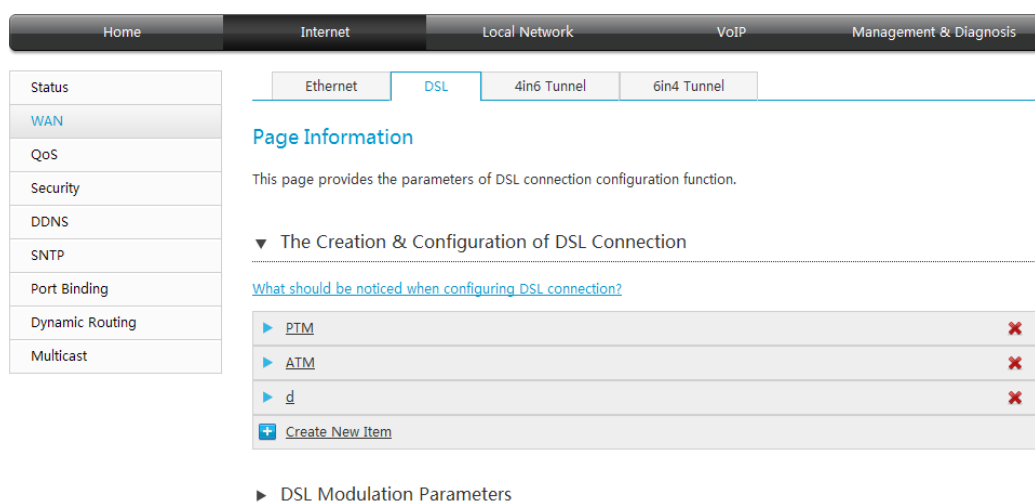 Home Internet Local Network VoIP Management & Diagnosis
Status
WAN
QoS
Security
DDNS
SNTP
Port Binding
Dynamic Routing
Multicast
Ethernet DSL 4in6 Tunnel 6in4 Tunnel
Page Information
This page provides the parameters of DSL connection configuration function.
The Creation & Configuration of DSL Connection
What should be noticed when configuring DSL connection?
PTM
ATM
d
Create New Item
DSL Modulation Parameters